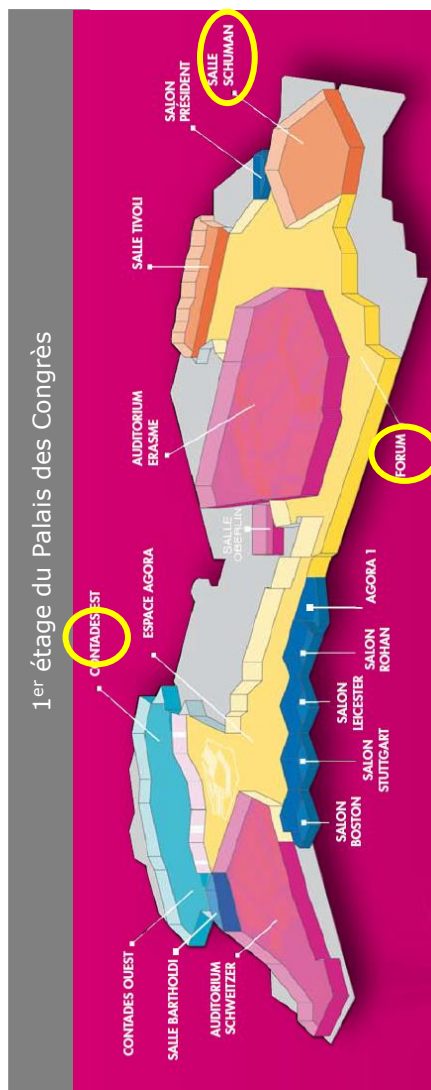 1er étage du Palais des Congrès
CONTADES OUEST
SALLE BARTHOLDI
AUDITORIUM
SCHWEITZER
CONTADES EST
ESPACE AGORA
AUDITORIUM
ERASME
SALLE TIVOLI
SALON
PRÉSIDENT
SALLE
SCHUMAN
SALLE
OBERLIN
SALON
BOSTON
SALON
STUTTGART
SALON
LEICESTER
SALON
ROHAN
AGORA 1
FORUM